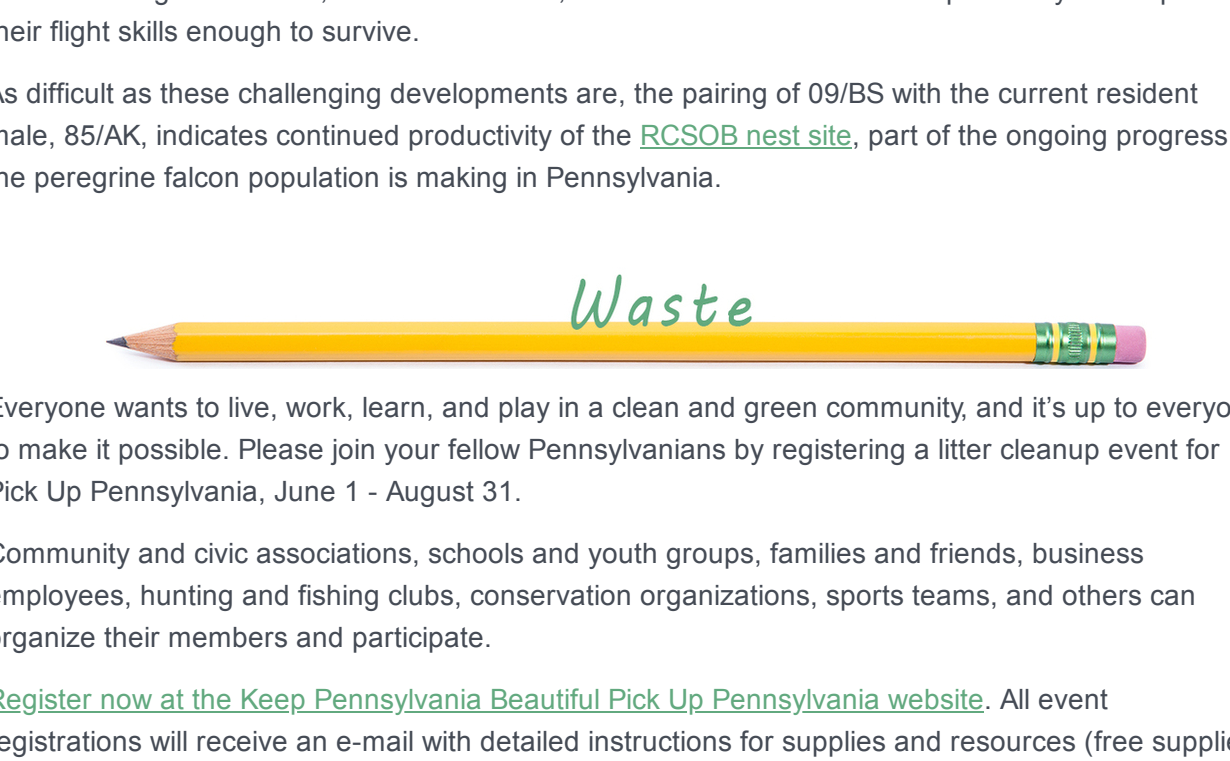 heir flight skills enough to survive.
As difficult as these challenging developments are, the pairing of 09/BS with the current resident
male, 85/AK, indicates continued productivity of the RCSOB nest site, part of the ongoing progress
he peregrine falcon population is making in Pennsylvania.
Waste
Everyone wants to live, work, learn, and play in a clean and green community, and it’s up to everyo
o make it possible. Please join your fellow Pennsylvanians by registering a litter cleanup event for
Pick Up Pennsylvania, June 1 - August 31.
Community and civic associations, schools and youth groups, families and friends, business
employees, hunting and fishing clubs, conservation organizations, sports teams, and others can
organize their members and participate.
Register now at the Keep Pennsylvania Beautiful Pick Up Pennsylvania website. All event
egistrations will receive an e-mail with detailed instructions for supplies and resources (free supplie